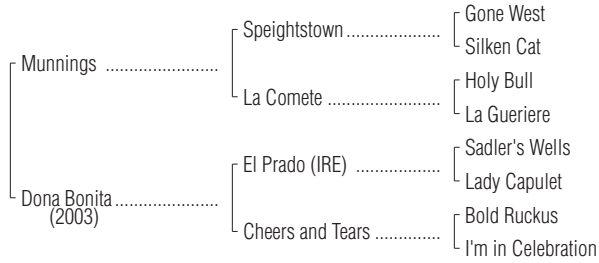 Gone West
Speightstown ....................
Silken Cat
Munnings ........................
Holy Bull
La Comete ........................
La Gueriere
Sadler's Wells
El Prado (IRE) ..................
Lady Capulet
Dona Bonita ......................
(2003)
Bold Ruckus
Cheers and Tears ..............
I'm in Celebration